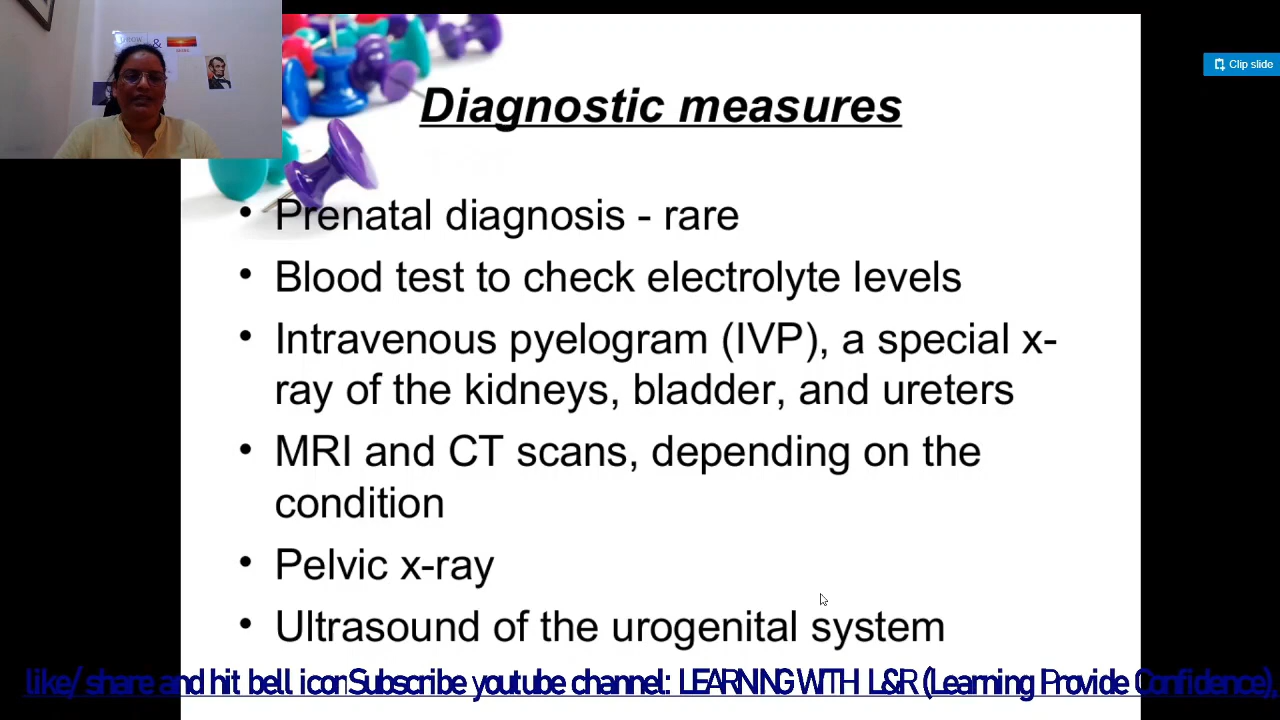 Clip slide
Diagnostic measures
• Prenatal diagnosis - rare
• Blood test to check electrolyte levels
• Intravenous pyelogram (IVP), a special x-
ray of the kidneys, bladder, and ureters
• MRI and CT scans, depending on the
condition
• Pelvic x-ray
• Ultrasound of the urogenital system
like/ share and hit bell icon Subscribe youtube channel: LEARNING WITH L&R (Learning Provide Confidence),